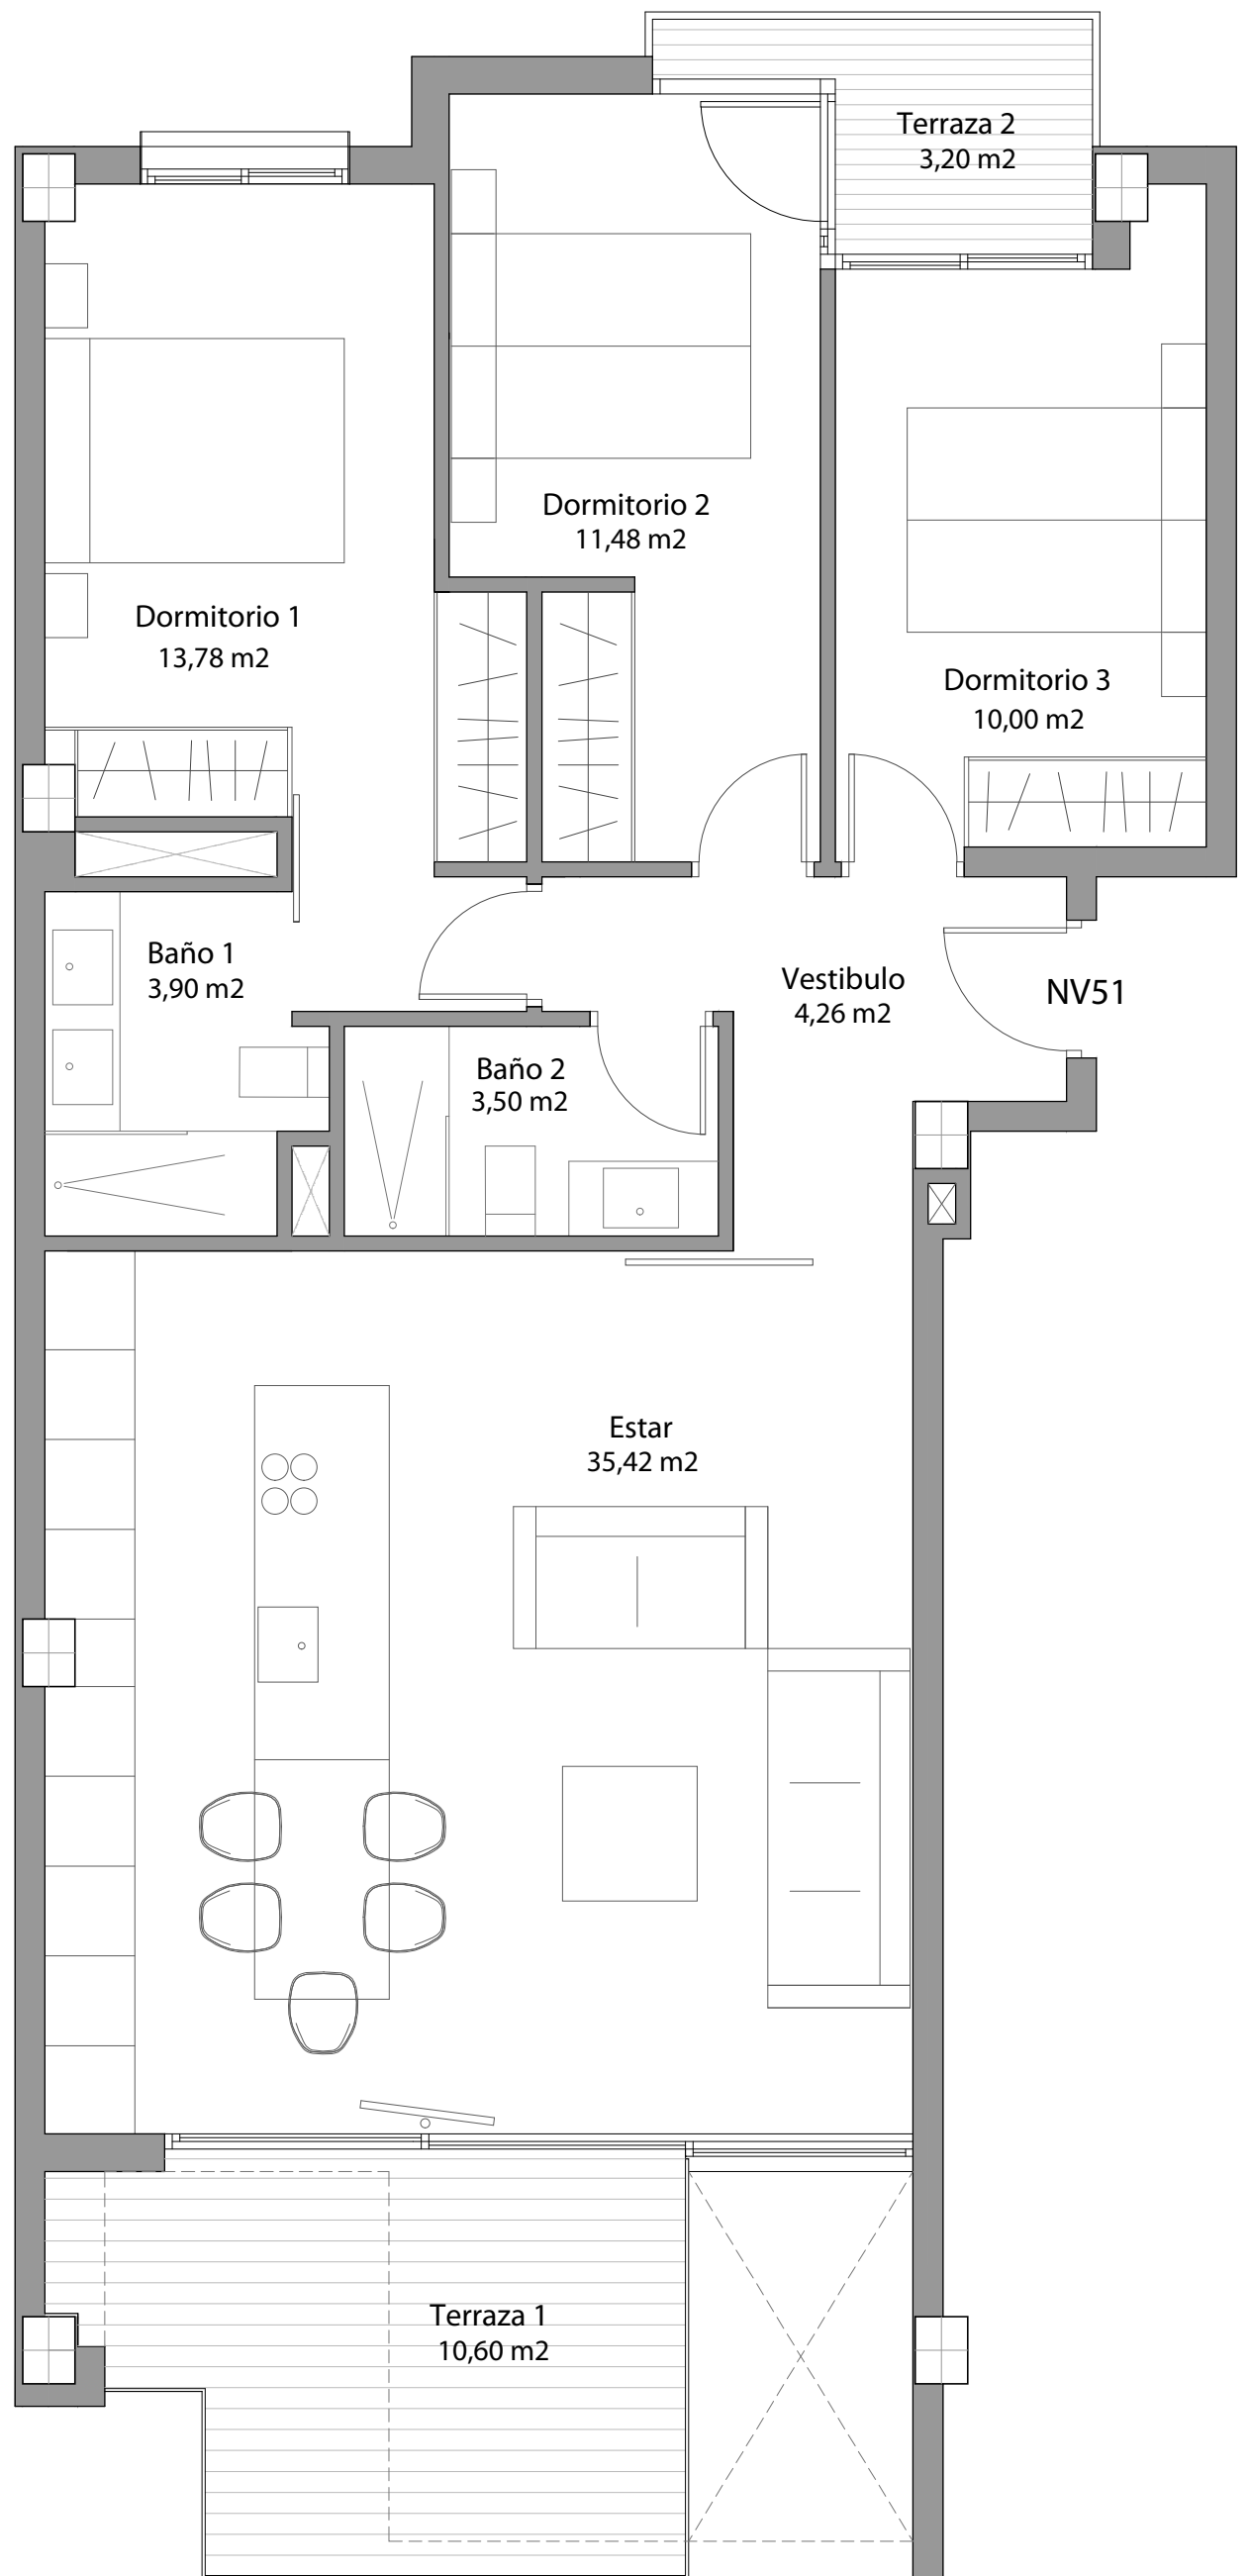 Terraza 2
3,20 m2
Dormitorio 2
11,48 m2
Dormitorio 1
13,78 m2
Dormitorio 3
10,00 m2
Baño 1
3,90 m2
Vestibulo
4,26 m2
NV51
Baño 2
3,50 m2
Estar
35,42 m2
Terraza 1
10,60 m2